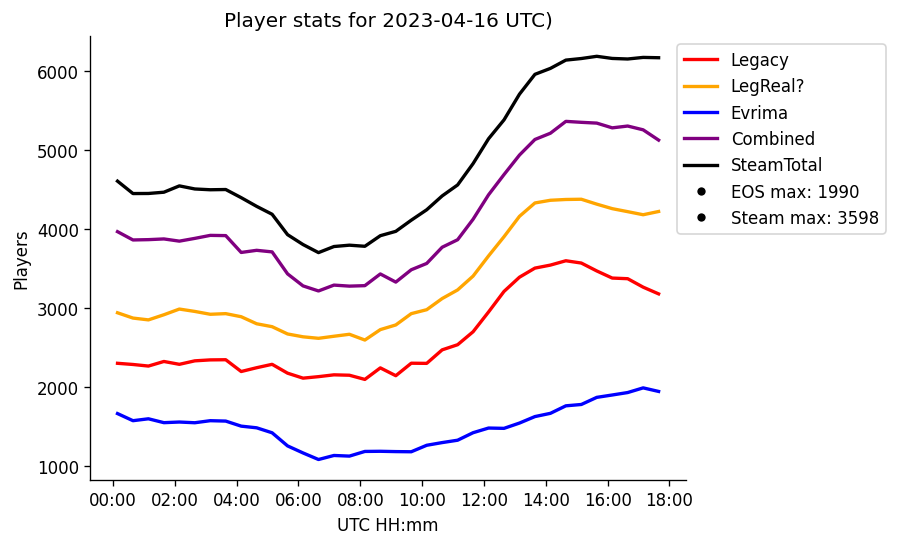 Player stats for 2023-04-16 UTC)
6000
5000
4000
3000
2000
1000
Players
00:00 02:00 04:00 06:00 08:00 10:00 12:00 14:00 16:00 18:00
UTC HH:mm
Legacy
LegReal?
Evrima
Combined
SteamTotal
EOS max: 1990
Steam max: 3598